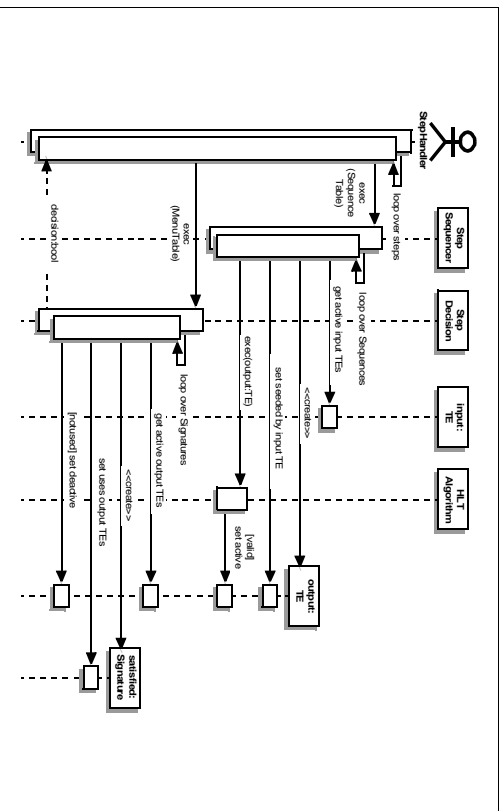 StepHandler
Step
Sequencer
Step
Decision
input:
TE
HLT
Algorithm
loop over steps
exec
(Sequence
Table)
loop over Sequences
get active input TEs
<<create>>
output:
TE
set seeded by input TE
exec(output:TE)
[valid]
set active
exec
(MenuTable)
loop over Signatures
get active output TEs
<<create>>
satisfied:
Signature
set uses output TEs
[notused] set deactive
decision:bool